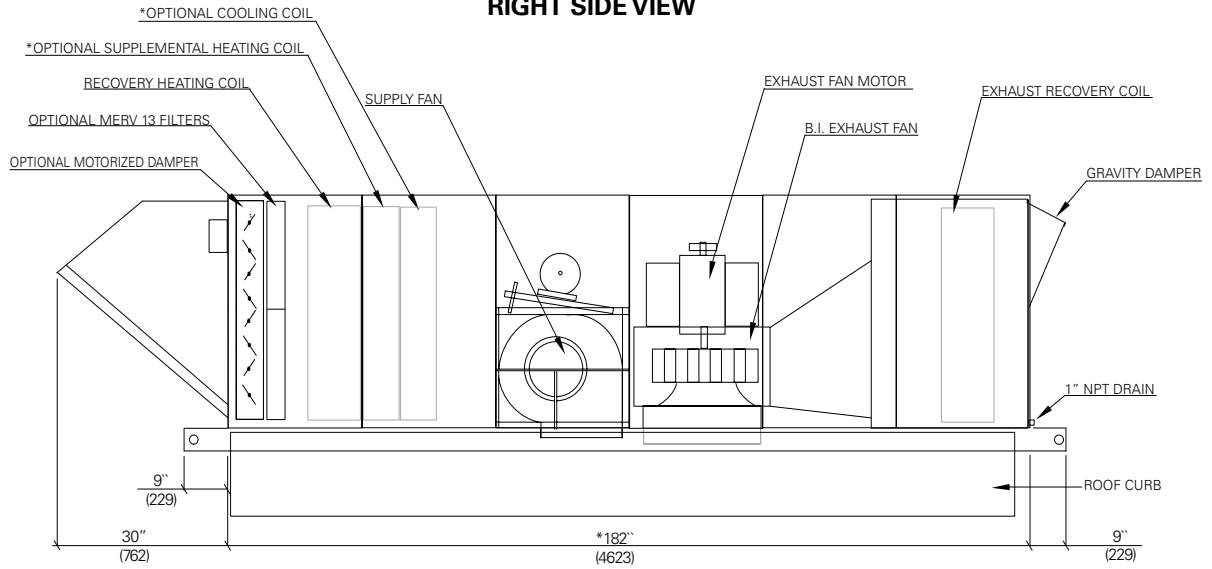 RIGHT SIDE VIEW
*OPTIONAL COOLING COIL
*OPTIONAL SUPPLEMENTAL HEATING COIL
RECOVERY HEATING COIL
OPTIONAL MERV 13 FILTERS
OPTIONAL MOTORIZED DAMPER
SUPPLY FAN
EXHAUST FAN MOTOR
B.I. EXHAUST FAN
EXHAUST RECOVERY COIL
GRAVITY DAMPER
1" NPT DRAIN
ROOF CURB
9``
(229)
30"
(762)
*182``
(4623)
9``
(229)